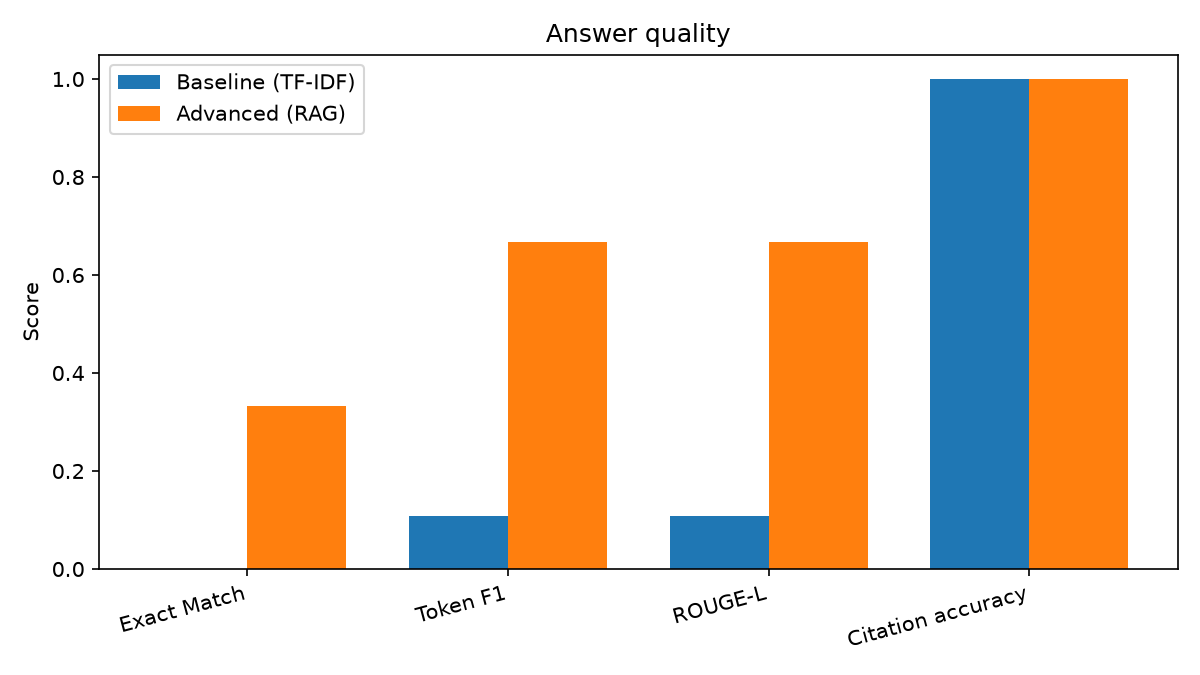 Answer quality
Baseline (TF-IDF)
Advanced (RAG)
Score
1.0
0.8
0.6
0.4
0.2
0.0
Exact Match
Token F1
ROUGE-L
Citation accuracy